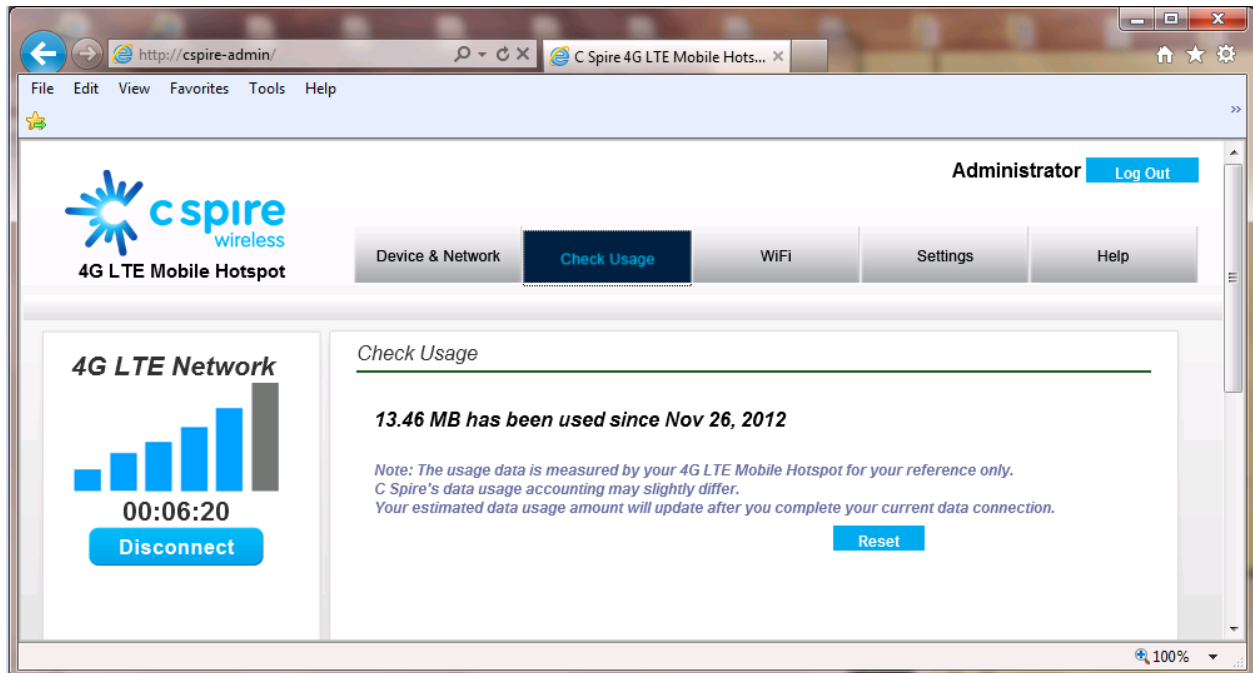 http://cspire-admin/
C Spire 4G LTE Mobile Hots...
File Edit View Favorites Tools Help
Administrator Log Out
c spire
wireless
4G LTE Mobile Hotspot
Device & Network Check Usage WiFi Settings Help
4G LTE Network
00:06:20
Disconnect
Check Usage
13.46 MB has been used since Nov 26, 2012
Note: The usage data is measured by your 4G LTE Mobile Hotspot for your reference only.
C Spire's data usage accounting may slightly differ.
Your estimated data usage amount will update after you complete your current data connection.
Reset
100%